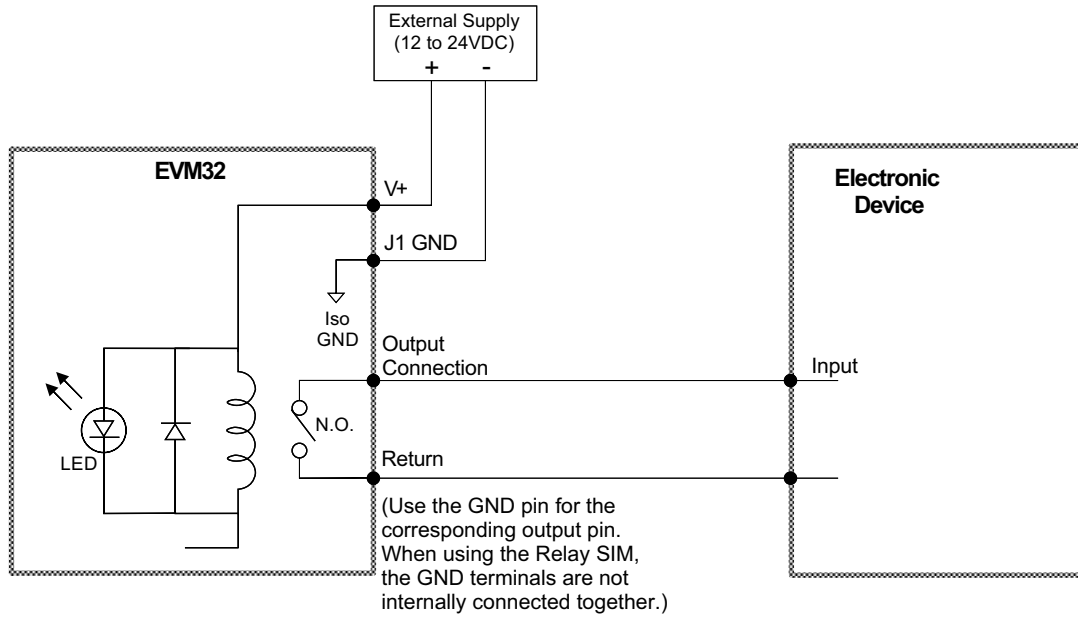 External Supply
(12 to 24VDC)
+ -
EVM32
V+
J1 GND
Iso
GND
Output
Connection
N.O.
LED
Return
(Use the GND pin for the
corresponding output pin.
When using the Relay SIM,
the GND terminals are not
internally connected together.)
Electronic
Device
Input